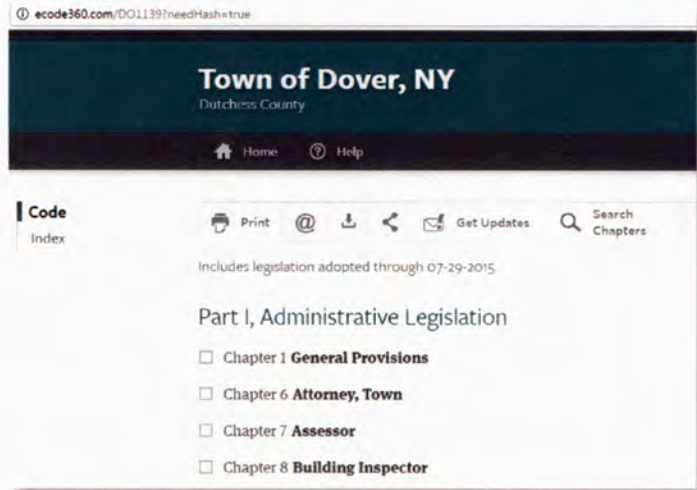 ecode360.com/DO1139?needHash=true
Town of Dover, NY
Dutchess County
Home Help
Code
Index
Print @ Get Updates Search Chapters
Includes legislation adopted through 07-29-2015
Part I, Administrative Legislation
Chapter 1 General Provisions
Chapter 6 Attorney, Town
Chapter 7 Assessor
Chapter 8 Building Inspector